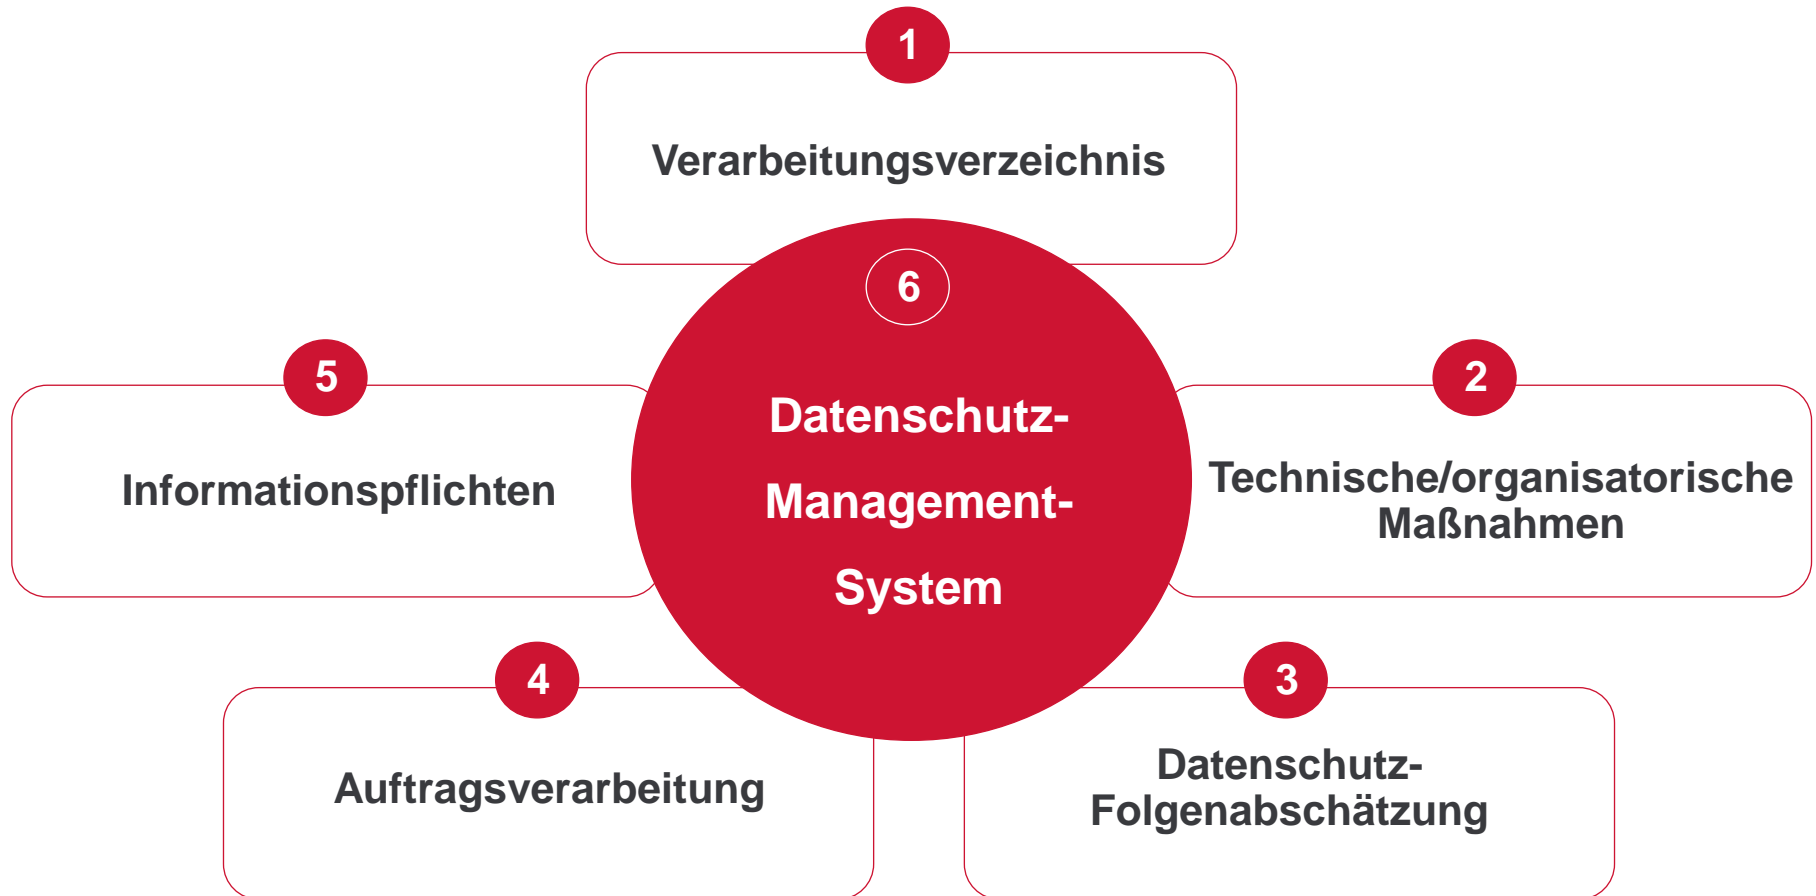 1
Verarbeitungsverzeichnis
6
Datenschutz-
Management-
System
2
Technische/organisatorische
Maßnahmen
3
Datenschutz-
Folgenabschätzung
4
Auftragsverarbeitung
5
Informationspflichten